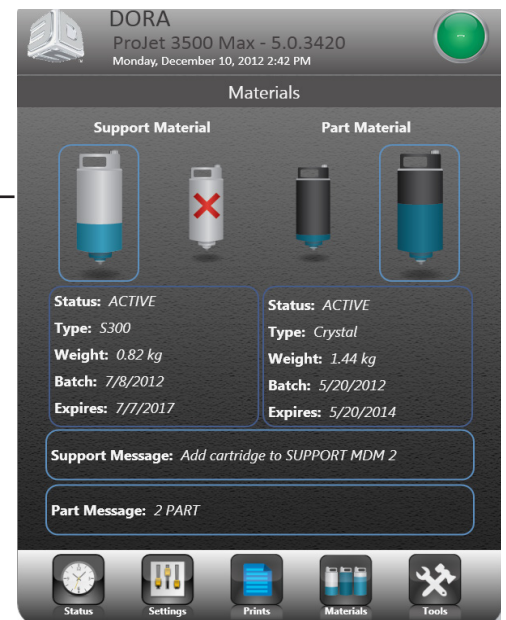 DORA
ProJet 3500 Max - 5.0.3420
Monday, December 10, 2012 2:42 PM
Materials
Support Material
Part Material
Status: ACTIVE
Type: S300
Weight: 0.82 kg
Batch: 7/8/2012
Expires: 7/7/2017
Status: ACTIVE
Type: Crystal
Weight: 1.44 kg
Batch: 5/20/2012
Expires: 5/20/2014
Support Message: Add cartridge to SUPPORT MDM 2
Part Message: 2 PART
Status
Settings
Prints
Materials
Tools